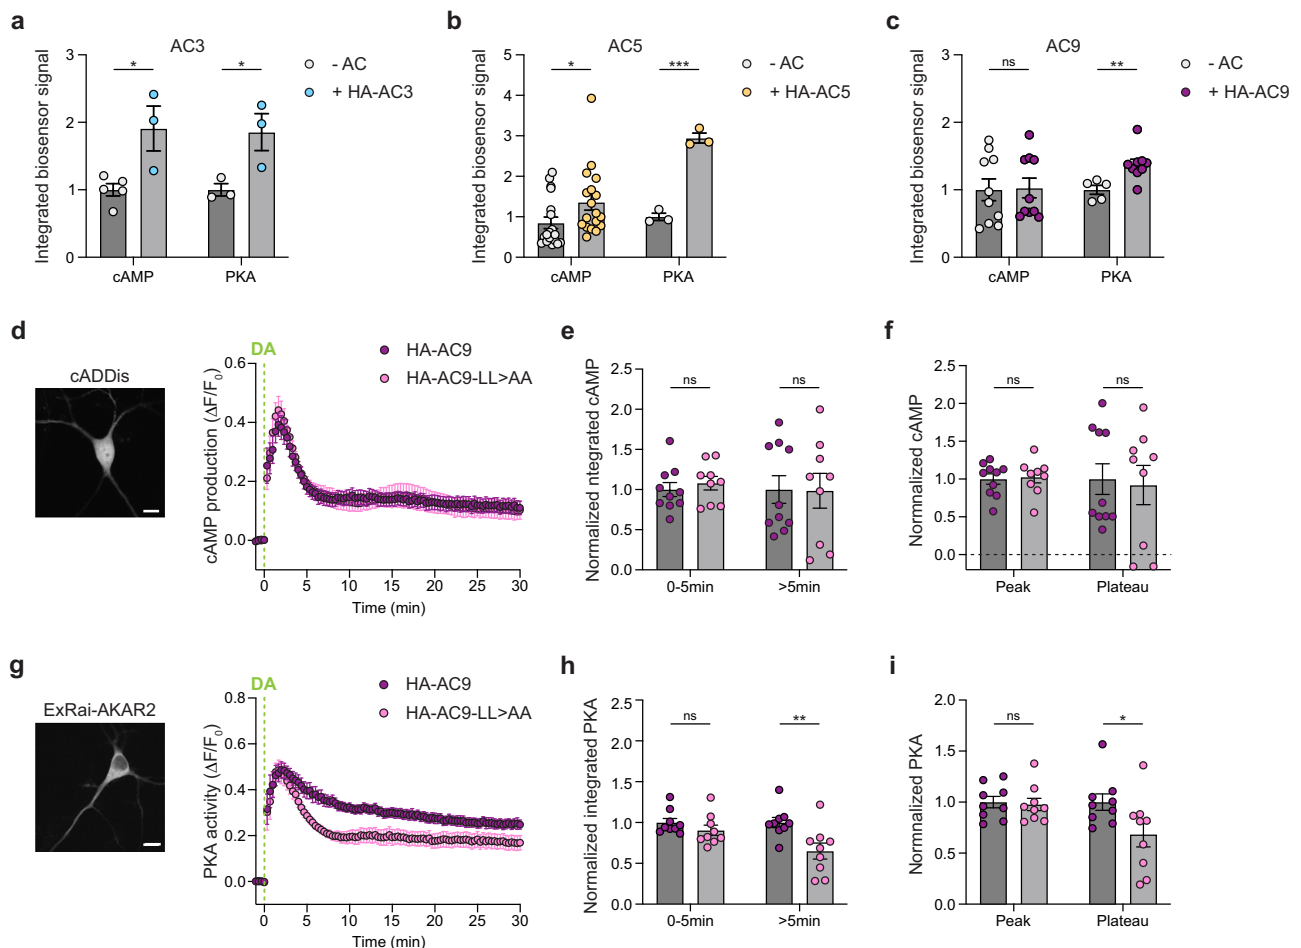 a
AC3
Integrated biosensor signal
3
2
1
0
*
*
cAMP
PKA
- AC
+ HA-AC3
b
AC5
Integrated biosensor signal
5
4
3
2
1
0
*
***
cAMP
PKA
- AC
+ HA-AC5
c
AC9
Integrated biosensor signal
3
2
1
0
ns
**
cAMP
PKA
- AC
+ HA-AC9
d
cADDis
DA
cAMP production (ΔF/F0)
0.6
0.4
0.2
0.0
0
5
10
15
20
25
30
Time (min)
HA-AC9
HA-AC9-LL>AA
e
Normalized ntegrated cAMP
2.5
2.0
1.5
1.0
0.5
0.0
ns
ns
0-5min
>5min
f
Normalized cAMP
2.5
2.0
1.5
1.0
0.5
0.0
ns
ns
Peak
Plateau
g
ExRai-AKAR2
DA
PKA activity (ΔF/F0)
0.8
0.6
0.4
0.2
0.0
0
5
10
15
20
25
30
Time (min)
HA-AC9
HA-AC9-LL>AA
h
Normalized integrated PKA
2.5
2.0
1.5
1.0
0.5
0.0
ns
**
0-5min
>5min
i
Normalized PKA
2.0
1.5
1.0
0.5
0.0
ns
*
Peak
Plateau